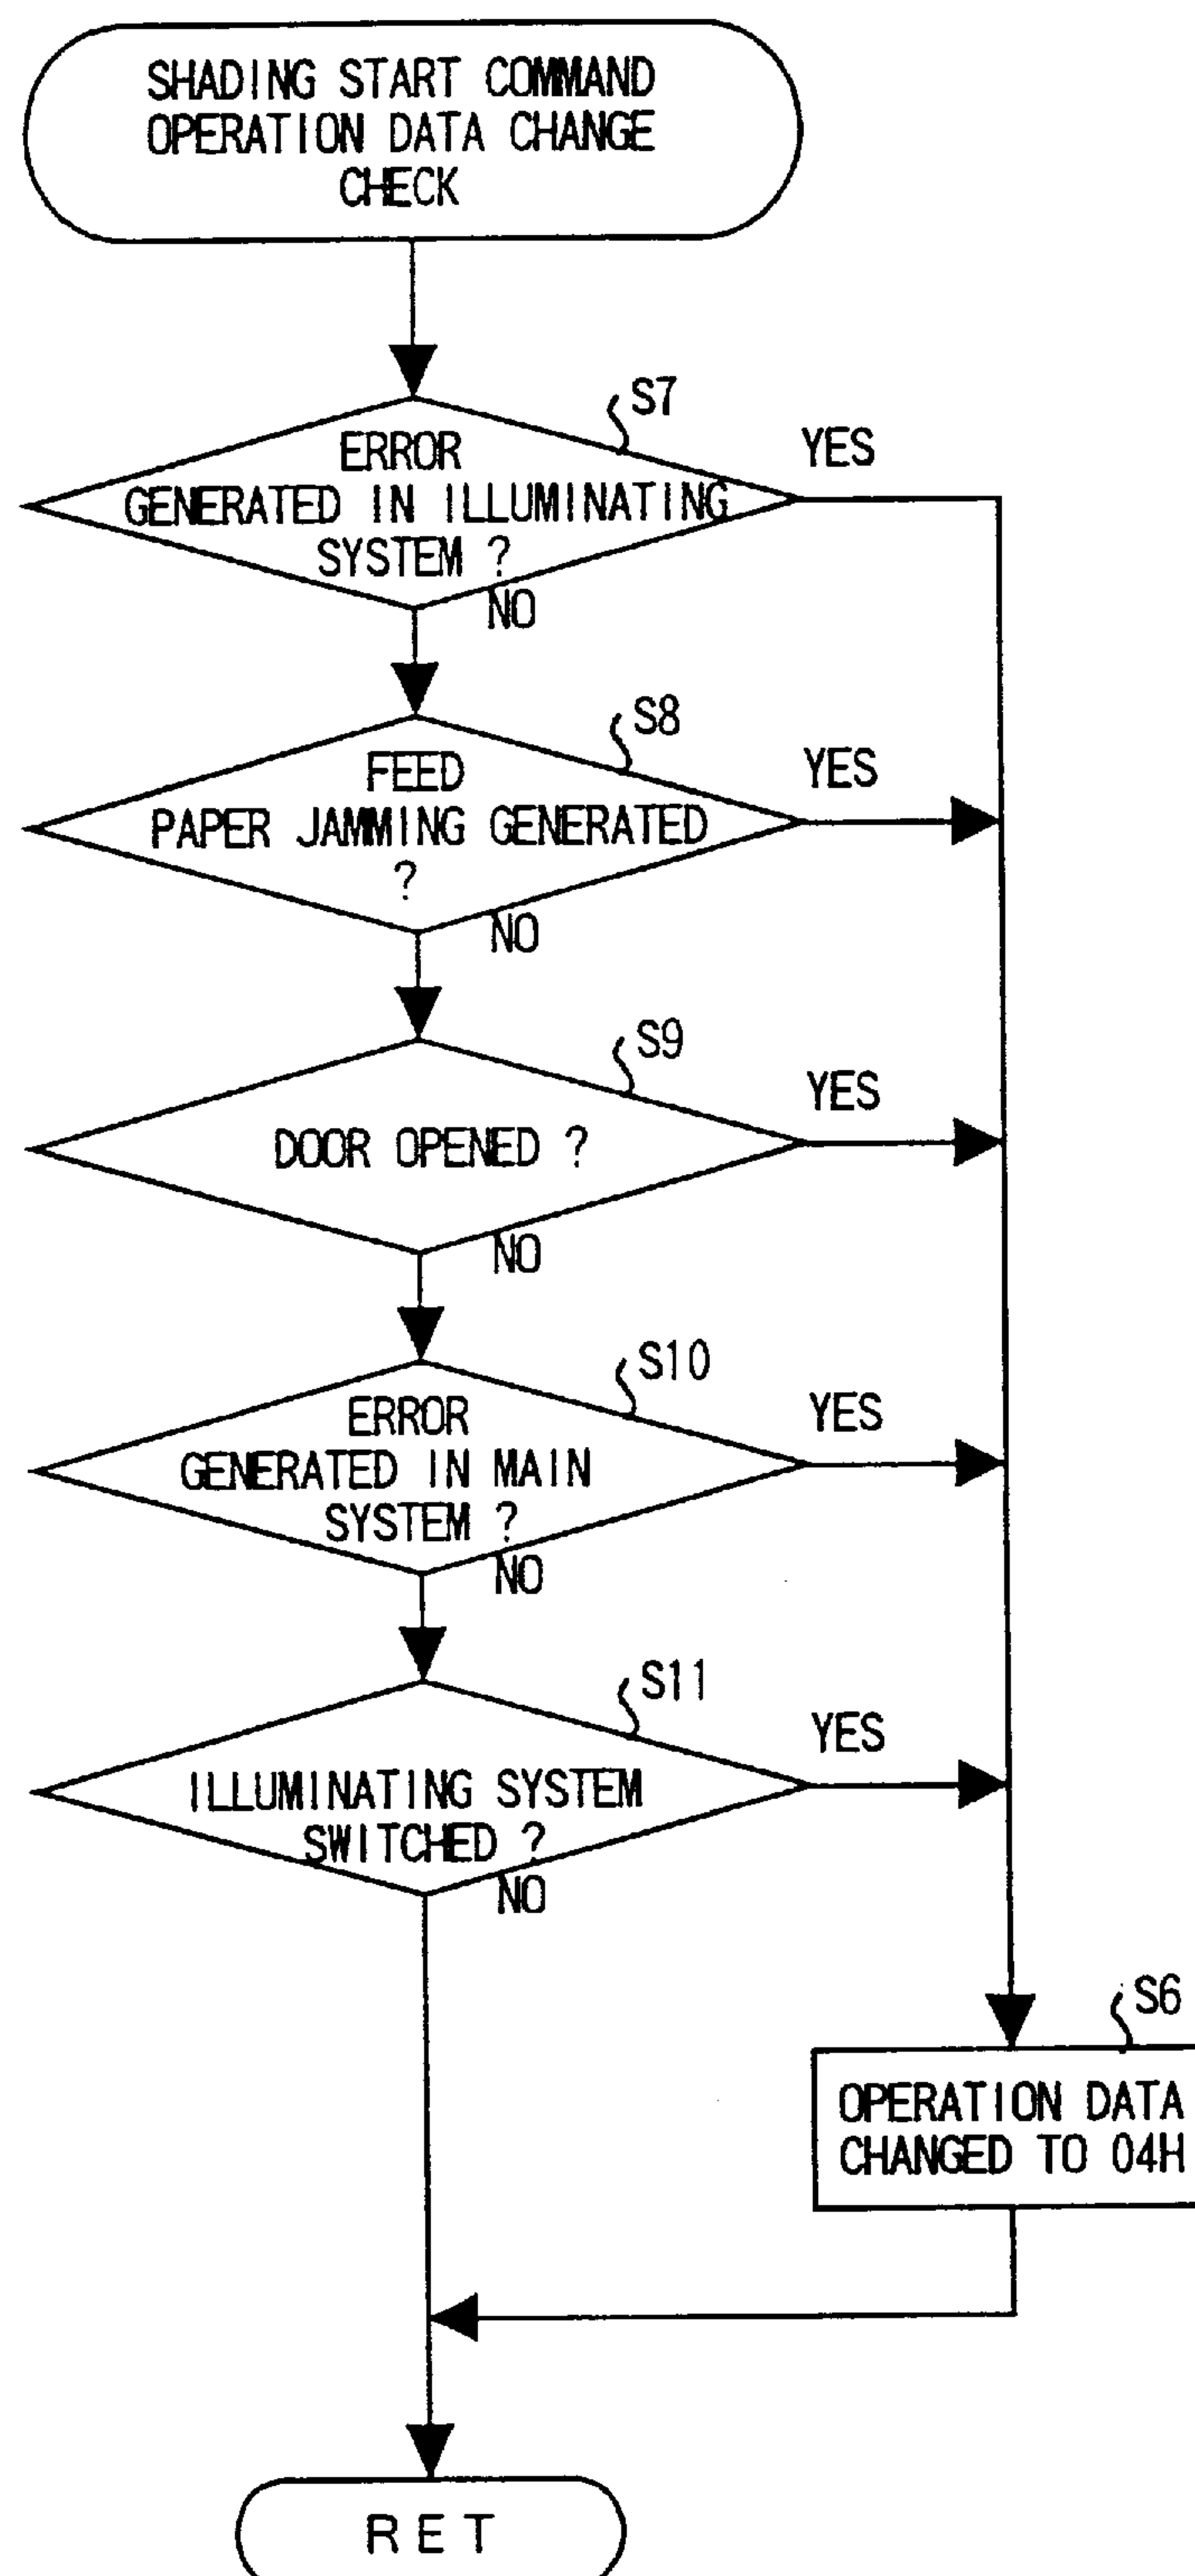 SHADING START COMMAND
OPERATION DATA CHANGE
CHECK
S7
YES
ERROR
GENERATED IN ILLUMINATING
SYSTEM ?
NO
S8
YES
FEED
PAPER JAMMING GENERATED
?
NO
S9
YES
DOOR OPENED ?
NO
S10
YES
ERROR
GENERATED IN MAIN
SYSTEM ?
NO
S11
YES
ILLUMINATING SYSTEM
SWITCHED ?
NO
S6
OPERATION DATA
CHANGED TO 04H
RET